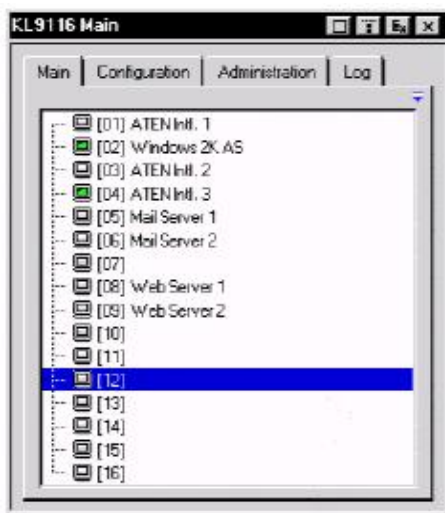 KL9116 Main
Main Configuration Administration Log
[01] ATEN Intl. 1
[02] Windows 2K AS
[03] ATEN Intl. 2
[04] ATEN Intl. 3
[05] Mail Server 1
[06] Mail Server 2
[07]
[08] Web Server 1
[09] Web Server 2
[10]
[11]
[12]
[13]
[14]
[15]
[16]